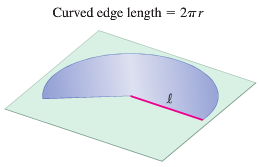 Curved edge length = 2πr
ℓ